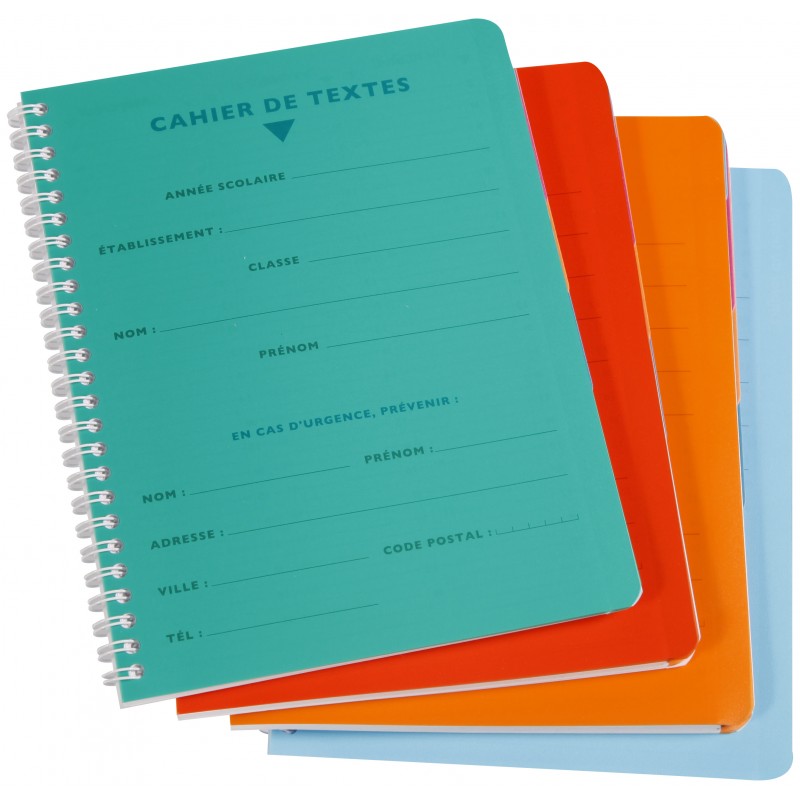 CAHIER DE TEXTES
ANNÉE SCOLAIRE
ÉTABLISSEMENT :
CLASSE
NOM :
PRÉNOM
EN CAS D'URGENCE, PRÉVENIR :
NOM : PRÉNOM :
ADRESSE :
CODE POSTAL :
VILLE :
TÉL :